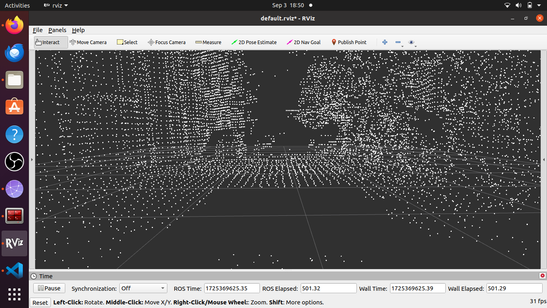 Activities rviz Sep 3 18:50
default.rviz* - RViz
File Panels Help
Interact Move Camera Select Focus Camera Measure 2D Pose Estimate 2D Nav Goal Publish Point
Time
Pause Synchronization: Off ROS Time: 1725369625.35 ROS Elapsed: 501.32 Wall Time: 1725369625.39 Wall Elapsed: 501.29
Reset Left-Click: Rotate. Middle-Click: Move X/Y. Right-Click/Mouse Wheel: Zoom. Shift: More options. 31 fps
RViz